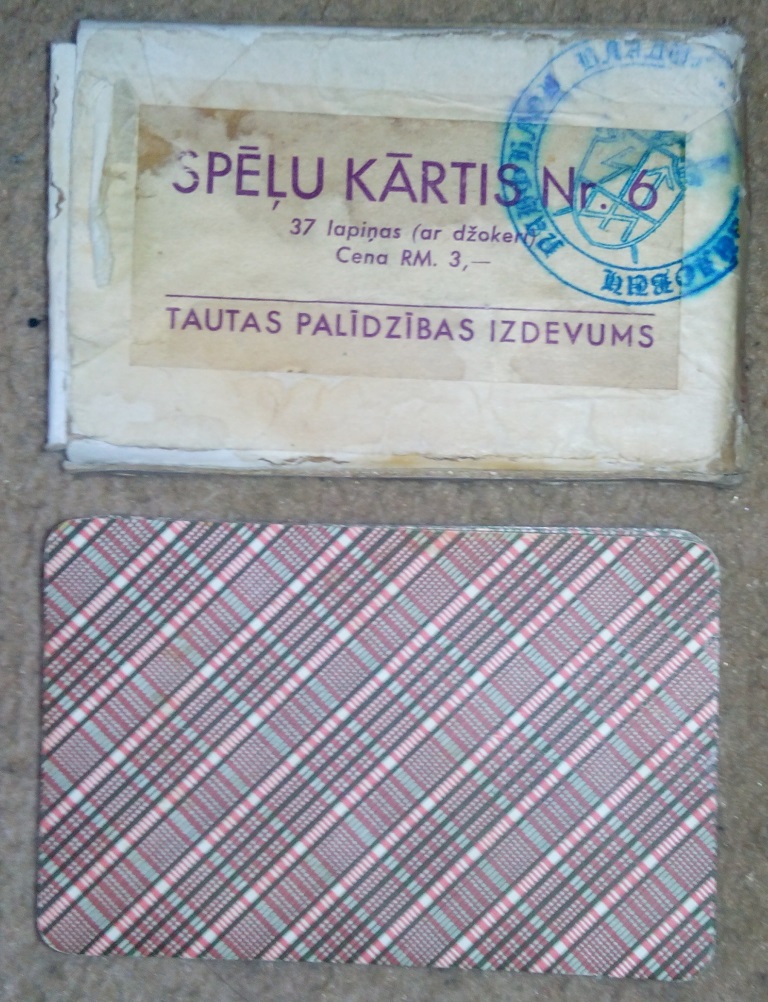 SPĒĻU KĀRTIS Nr. 6
37 lapiņas (ar džokeri)
Cena RM. 3,—
TAUTAS PALĪDZĪBAS IZDEVUMS